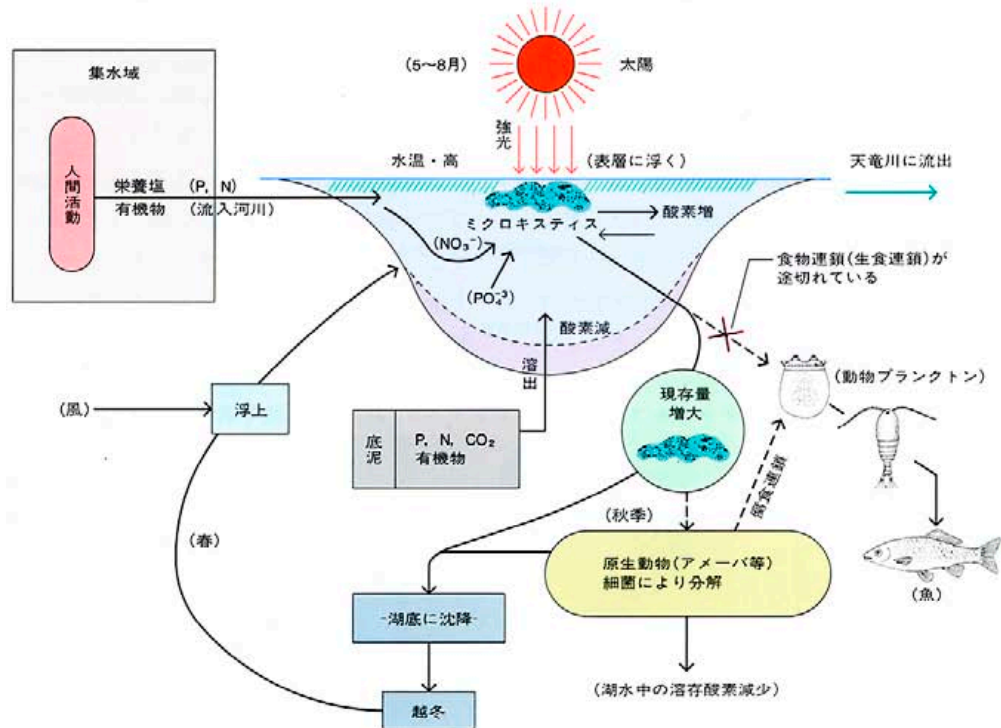 (5～8月)
太陽
集水域
強光
人間活動
水温・高
(表層に浮く)
天竜川に流出
栄養塩 (P, N)
有機物 (流入河川)
酸素増
ミクロキスティス
(NO₃⁻)
食物連鎖(生食連鎖)が
途切れている
(PO₄⁻³)
酸素減
溶出
(動物プランクトン)
現存量
増大
(風)
浮上
底泥
P, N, CO₂
有機物
腐食連鎖
(秋季)
(春)
原生動物(アメーバ等)
細菌により分解
(魚)
-湖底に沈降-
(湖水中の溶存酸素減少)
越冬